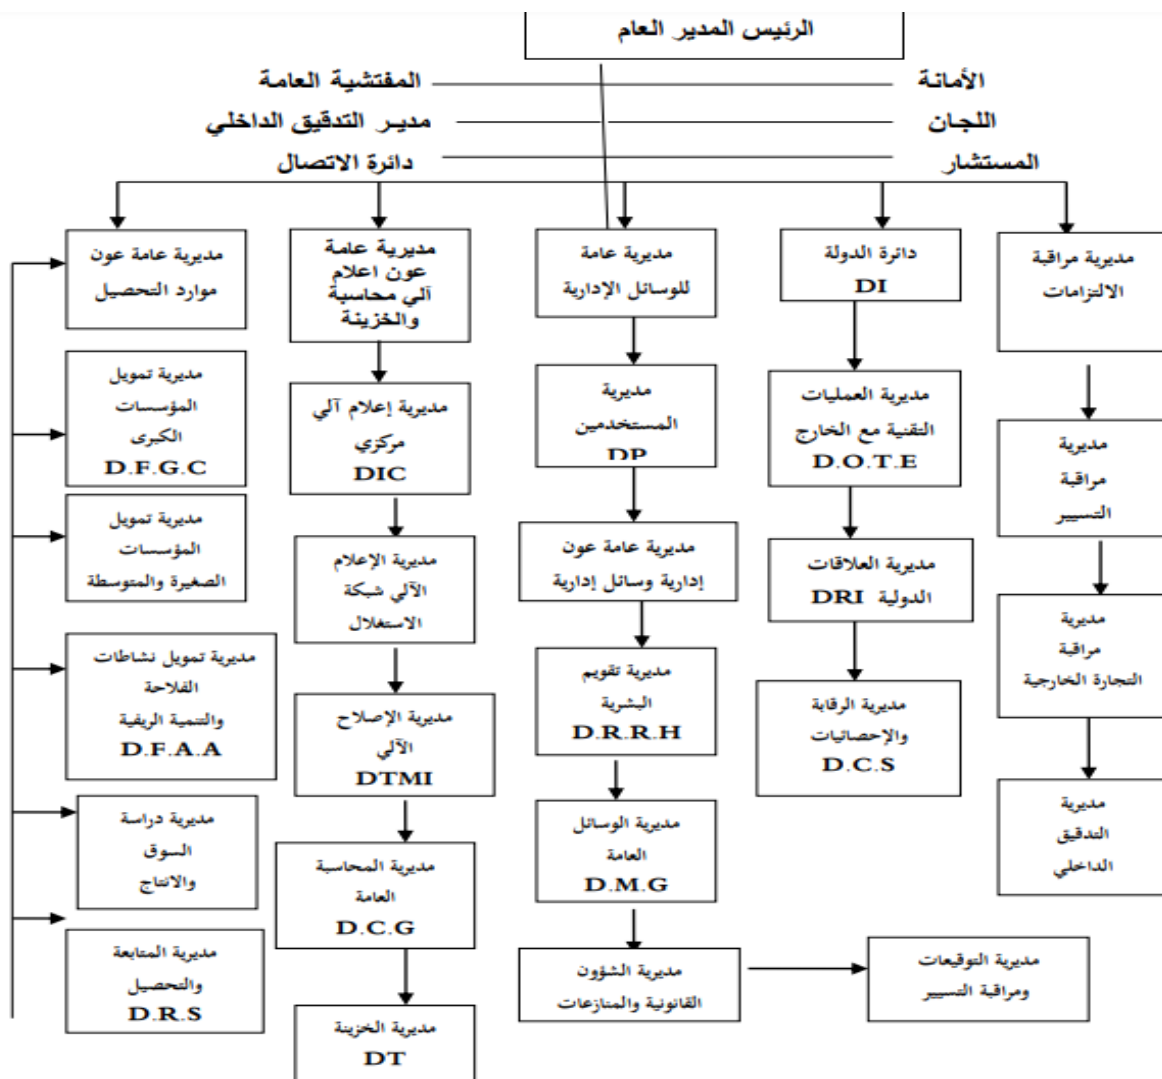 الرئيس المدير العام
الأمانة
المفتشية العامة
اللجان
مديـر التدقيق الداخلي
المستشار
دائرة الاتصال
مديرية مراقبة
الالتزامات
مديرية
مراقبة
التسيير
مديرية
مراقبة
التجارة الخارجية
مديرية
التدقيق
الداخلي
دائرة الدولة
DI
مديرية العمليات
التقنية مع الخارج
D.O.T.E
مديرية العلاقات
الدولية DRI
مديرية الرقابة
والإحصائيات
D.C.S
مديرية عامة
للوسائل الإدارية
مديرية
المستخدمين
DP
مديرية عامة عون
إدارية وسائل إدارية
مديرية تقويم
البشرية
D.R.R.H
مديرية الوسائل
العامة
D.M.G
مديرية الشؤون
القانونية والمنازعات
مديرية التوقيعات
ومراقبة التسيير
مديرية عامة
عون اعلام
آلي محاسبة
والخزينة
مديرية إعلام آلي
مركزي
DIC
مديرية الإعلام
الآلي شبكة
الاستغلال
مديرية الإصلاح
الآلي
DTMI
مديرية المحاسبة
العامة
D.C.G
مديرية الخزينة
DT
مديرية عامة عون
موارد التحصيل
مديرية تمويل
المؤسسات
الكبرى
D.F.G.C
مديرية تمويل
المؤسسات
الصغيرة والمتوسطة
مديرية تمويل نشاطات
الفلاحة
والتنمية الريفية
D.F.A.A
مديرية دراسة
السوق
والانتاج
مديرية المتابعة
والتحصيل
D.R.S